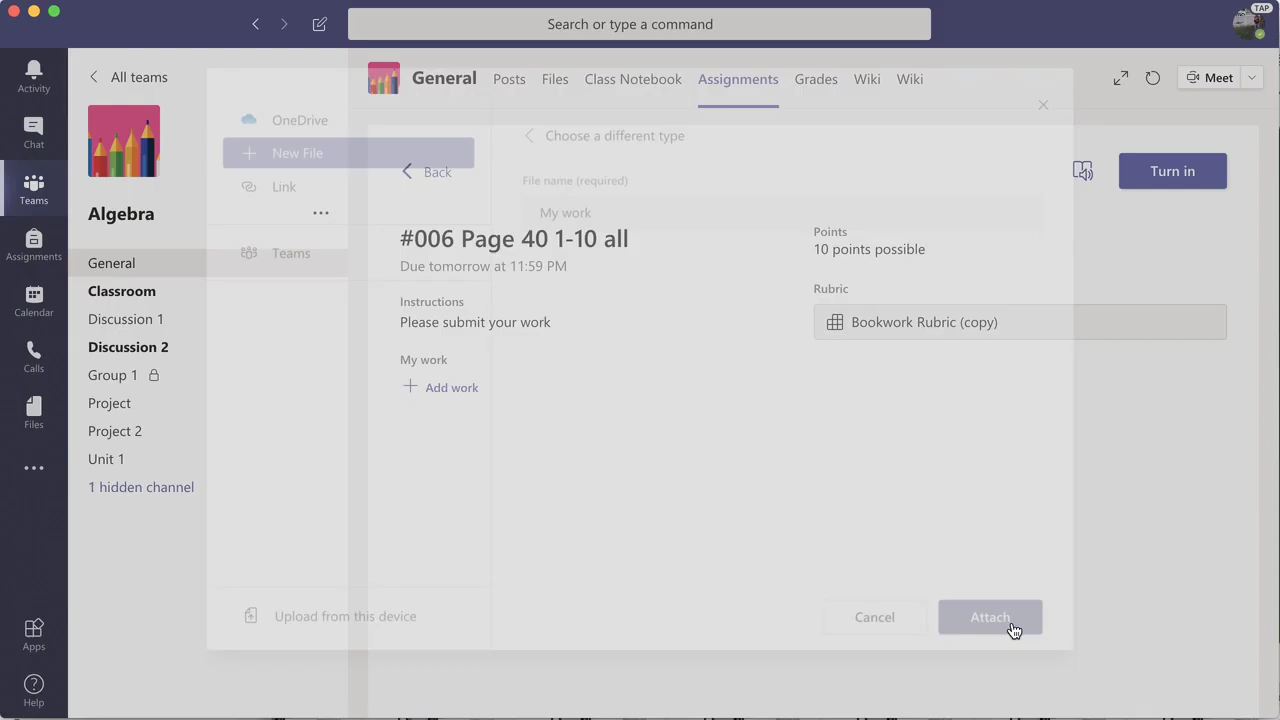 Search or type a command
TAP
Activity
Chat
Teams
Assignments
Calendar
Calls
Files
Apps
Help
All teams
Algebra
General
Classroom
Discussion 1
Discussion 2
Group 1
Project
Project 2
Unit 1
1 hidden channel
General
Posts
Files
Class Notebook
Assignments
Grades
Wiki
Wiki
Meet
OneDrive
New File
Link
Teams
Upload from this device
Choose a different type
File name (required)
My work
Back
Turn in
#006 Page 40 1-10 all
Due tomorrow at 11:59 PM
Instructions
Please submit your work
My work
Add work
Points
10 points possible
Rubric
Bookwork Rubric (copy)
Cancel
Attach